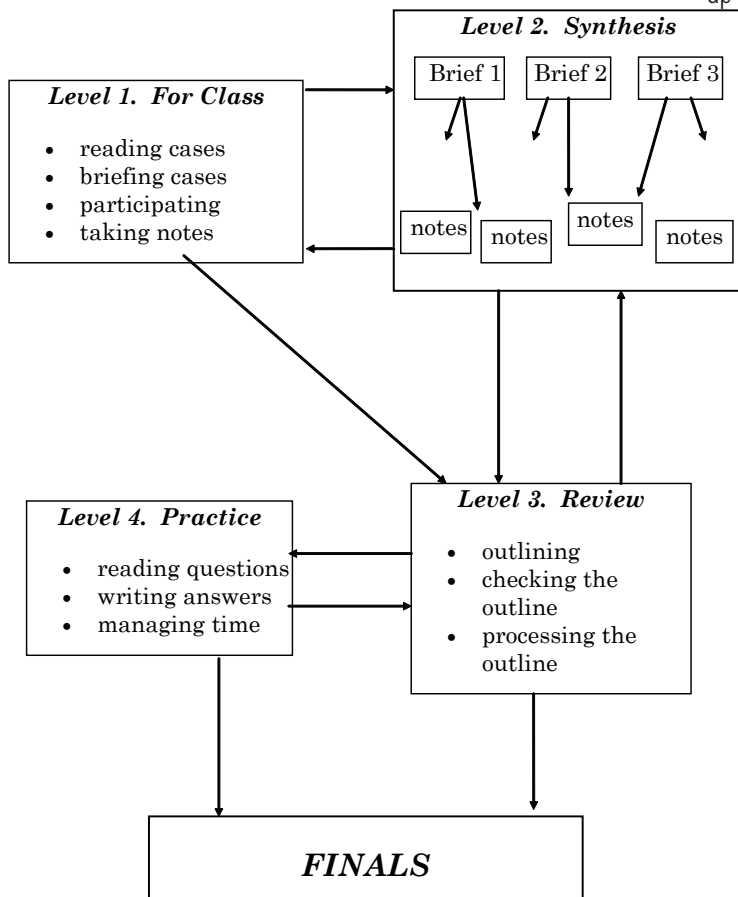 up
Level 2. Synthesis
Brief 1
Brief 2
Brief 3
notes
notes
notes
notes
Level 1. For Class
• reading cases
• briefing cases
• participating
• taking notes
Level 3. Review
• outlining
• checking the
outline
• processing the
outline
Level 4. Practice
• reading questions
• writing answers
• managing time
FINALS